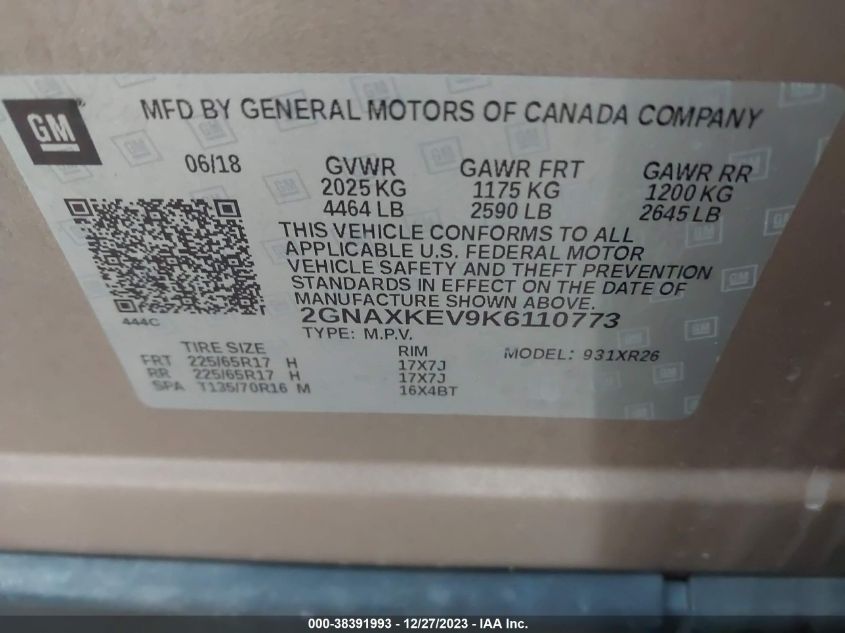 GM
MFD BY GENERAL MOTORS OF CANADA COMPANY
06/18 GVWR GAWR FRT GAWR RR
2025 KG 1175 KG 1200 KG
4464 LB 2590 LB 2645 LB
THIS VEHICLE CONFORMS TO ALL
APPLICABLE U.S. FEDERAL MOTOR
VEHICLE SAFETY AND THEFT PREVENTION
STANDARDS IN EFFECT ON THE DATE OF
MANUFACTURE SHOWN ABOVE.
444C
2GNAXKEV9K6110773
TYPE: M.P.V.
TIRE SIZE RIM MODEL: 931XR26
FRT 225/65R17 H 17X7J
RR 225/65R17 H 17X7J
SPA T135/70R16 M 16X4BT
000-38391993 – 12/27/2023 – IAA Inc.